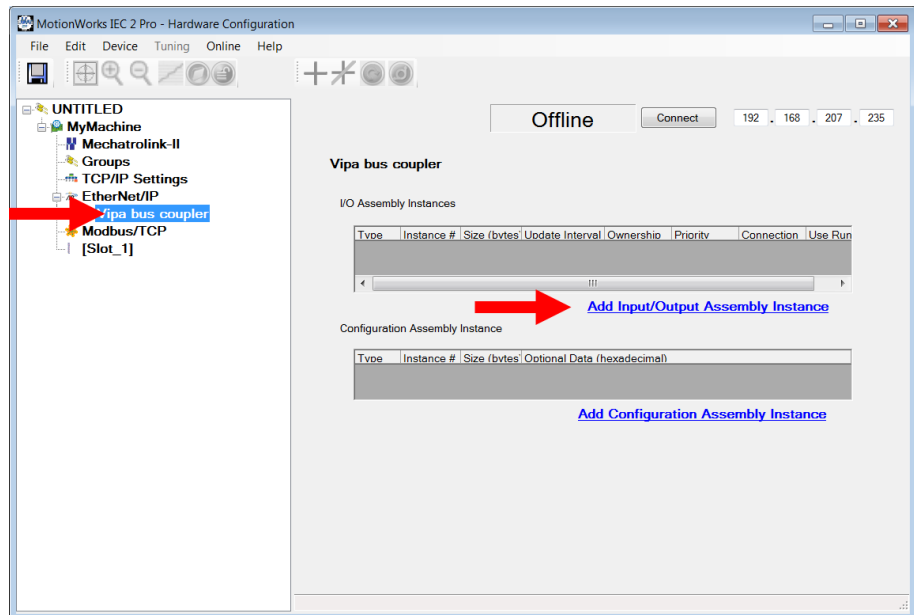 MotionWorks IEC 2 Pro - Hardware Configuration
File Edit Device Tuning Online Help
UNTITLED
MyMachine
Mechatrolink-II
Groups
TCP/IP Settings
EtherNet/IP
Vipa bus coupler
Modbus/TCP
[Slot_1]
Offline Connect 192 . 168 . 207 . 235
Vipa bus coupler
I/O Assembly Instances
Type Instance # Size (bytes) Update Interval Ownership Priority Connection Use Run
Add Input/Output Assembly Instance
Configuration Assembly Instance
Type Instance # Size (bytes) Optional Data (hexadecimal)
Add Configuration Assembly Instance